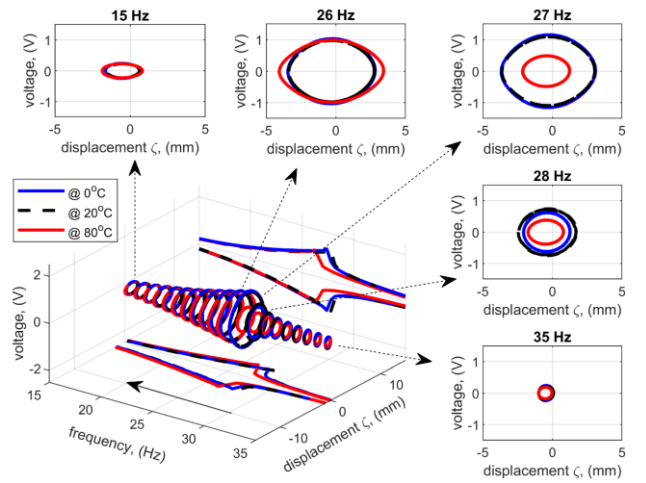 15 Hz
voltage, (V)
1
0
-1
-5
0
5
displacement ζ, (mm)
26 Hz
voltage, (V)
1
0
-1
-5
0
5
displacement ζ, (mm)
27 Hz
voltage, (V)
1
0
-1
-5
0
5
displacement ζ, (mm)
@ 0°C
@ 20°C
@ 80°C
28 Hz
voltage, (V)
1
0
-1
-5
0
5
displacement ζ, (mm)
voltage, (V)
2
0
-2
15
20
25
30
35
frequency, (Hz)
-10
0
10
displacement ζ, (mm)
35 Hz
voltage, (V)
1
0
-1
-5
0
5
displacement ζ, (mm)